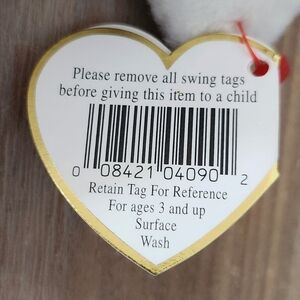 Please remove all swing tags
before giving this item to a child
0 08421 04090 2
Retain Tag For Reference
For ages 3 and up
Surface
Wash